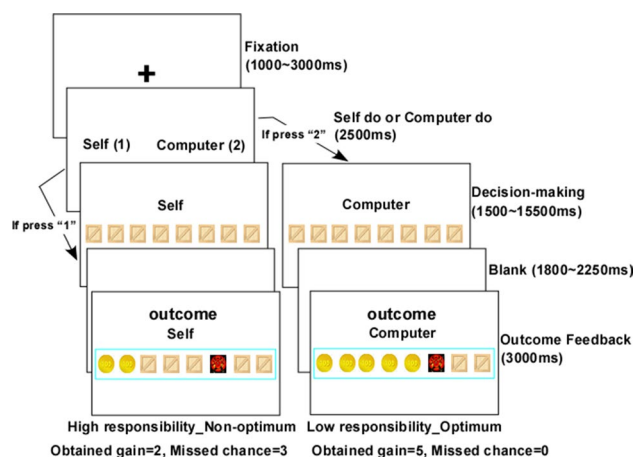 Fixation
(1000~3000ms)
+
Self do or Computer do
(2500ms)
If press “2”
Self (1)
Computer (2)
If press “1”
Self
Computer
Decision-making
(1500~15500ms)
Blank (1800~2250ms)
outcome
Self
outcome
Computer
Outcome Feedback
(3000ms)
High responsibility_Non-optimum
Low responsibility_Optimum
Obtained gain=2, Missed chance=3
Obtained gain=5, Missed chance=0